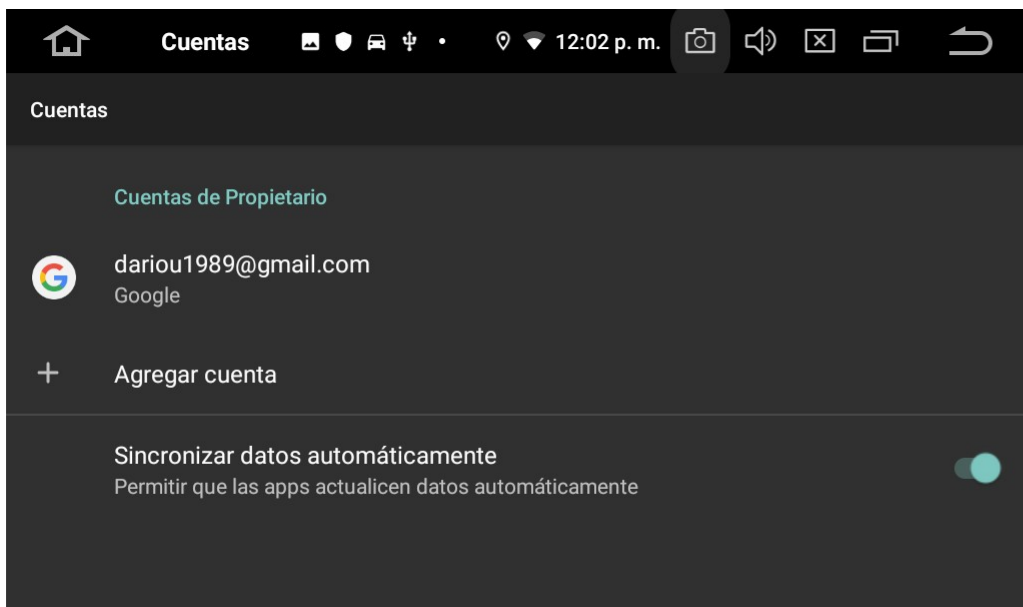 Cuentas 12:02 p. m.
Cuentas
Cuentas de Propietario
dariou1989@gmail.com
Google
Agregar cuenta
Sincronizar datos automáticamente
Permitir que las apps actualicen datos automáticamente